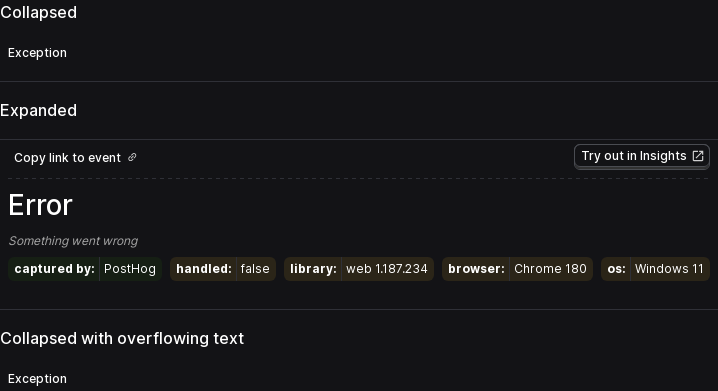 Collapsed
Exception
Expanded
Copy link to event
Try out in Insights
Error
Something went wrong
captured by: PostHog handled: false library: web 1.187.234 browser: Chrome 180 os: Windows 11
Collapsed with overflowing text
Exception